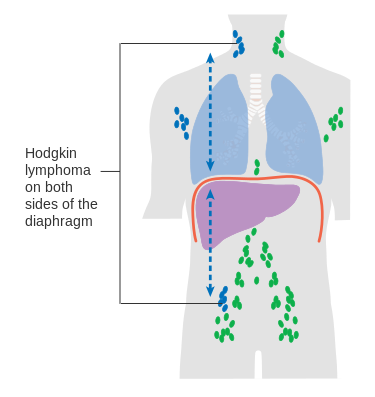 Hodgkin
lymphoma
on both
sides of the
diaphragm